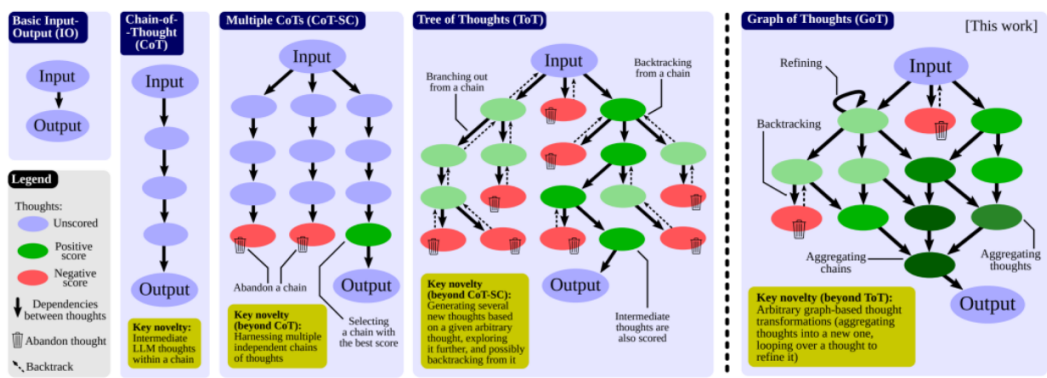 Basic Input-
Output (IO)
Input
Output
Legend
Thoughts:
Unscored
Positive
score
Negative
score
Dependencies
between thoughts
Abandon thought
Backtrack
Chain-of-
-Thought
(CoT)
Input
Output
Key novelty:
Intermediate
LLM thoughts
within a chain
Multiple CoTs (CoT-SC)
Input
Abandon a chain
Output
Key novelty
(beyond CoT):
Harnessing multiple
independent chains
of thoughts
Selecting
a chain with
the best score
Tree of Thoughts (ToT)
Input
Branching out
from a chain
Backtracking
from a chain
Output
Key novelty
(beyond CoT-SC):
Generating several
new thoughts based
on a given arbitrary
thought, exploring
it further, and possibly
backtracking from it
Intermediate
thoughts are
also scored
Graph of Thoughts (GoT)
[This work]
Refining
Input
Backtracking
Aggregating
chains
Aggregating
thoughts
Output
Key novelty (beyond ToT):
Arbitrary graph-based thought
transformations (aggregating
thoughts into a new one,
looping over a thought to
refine it)